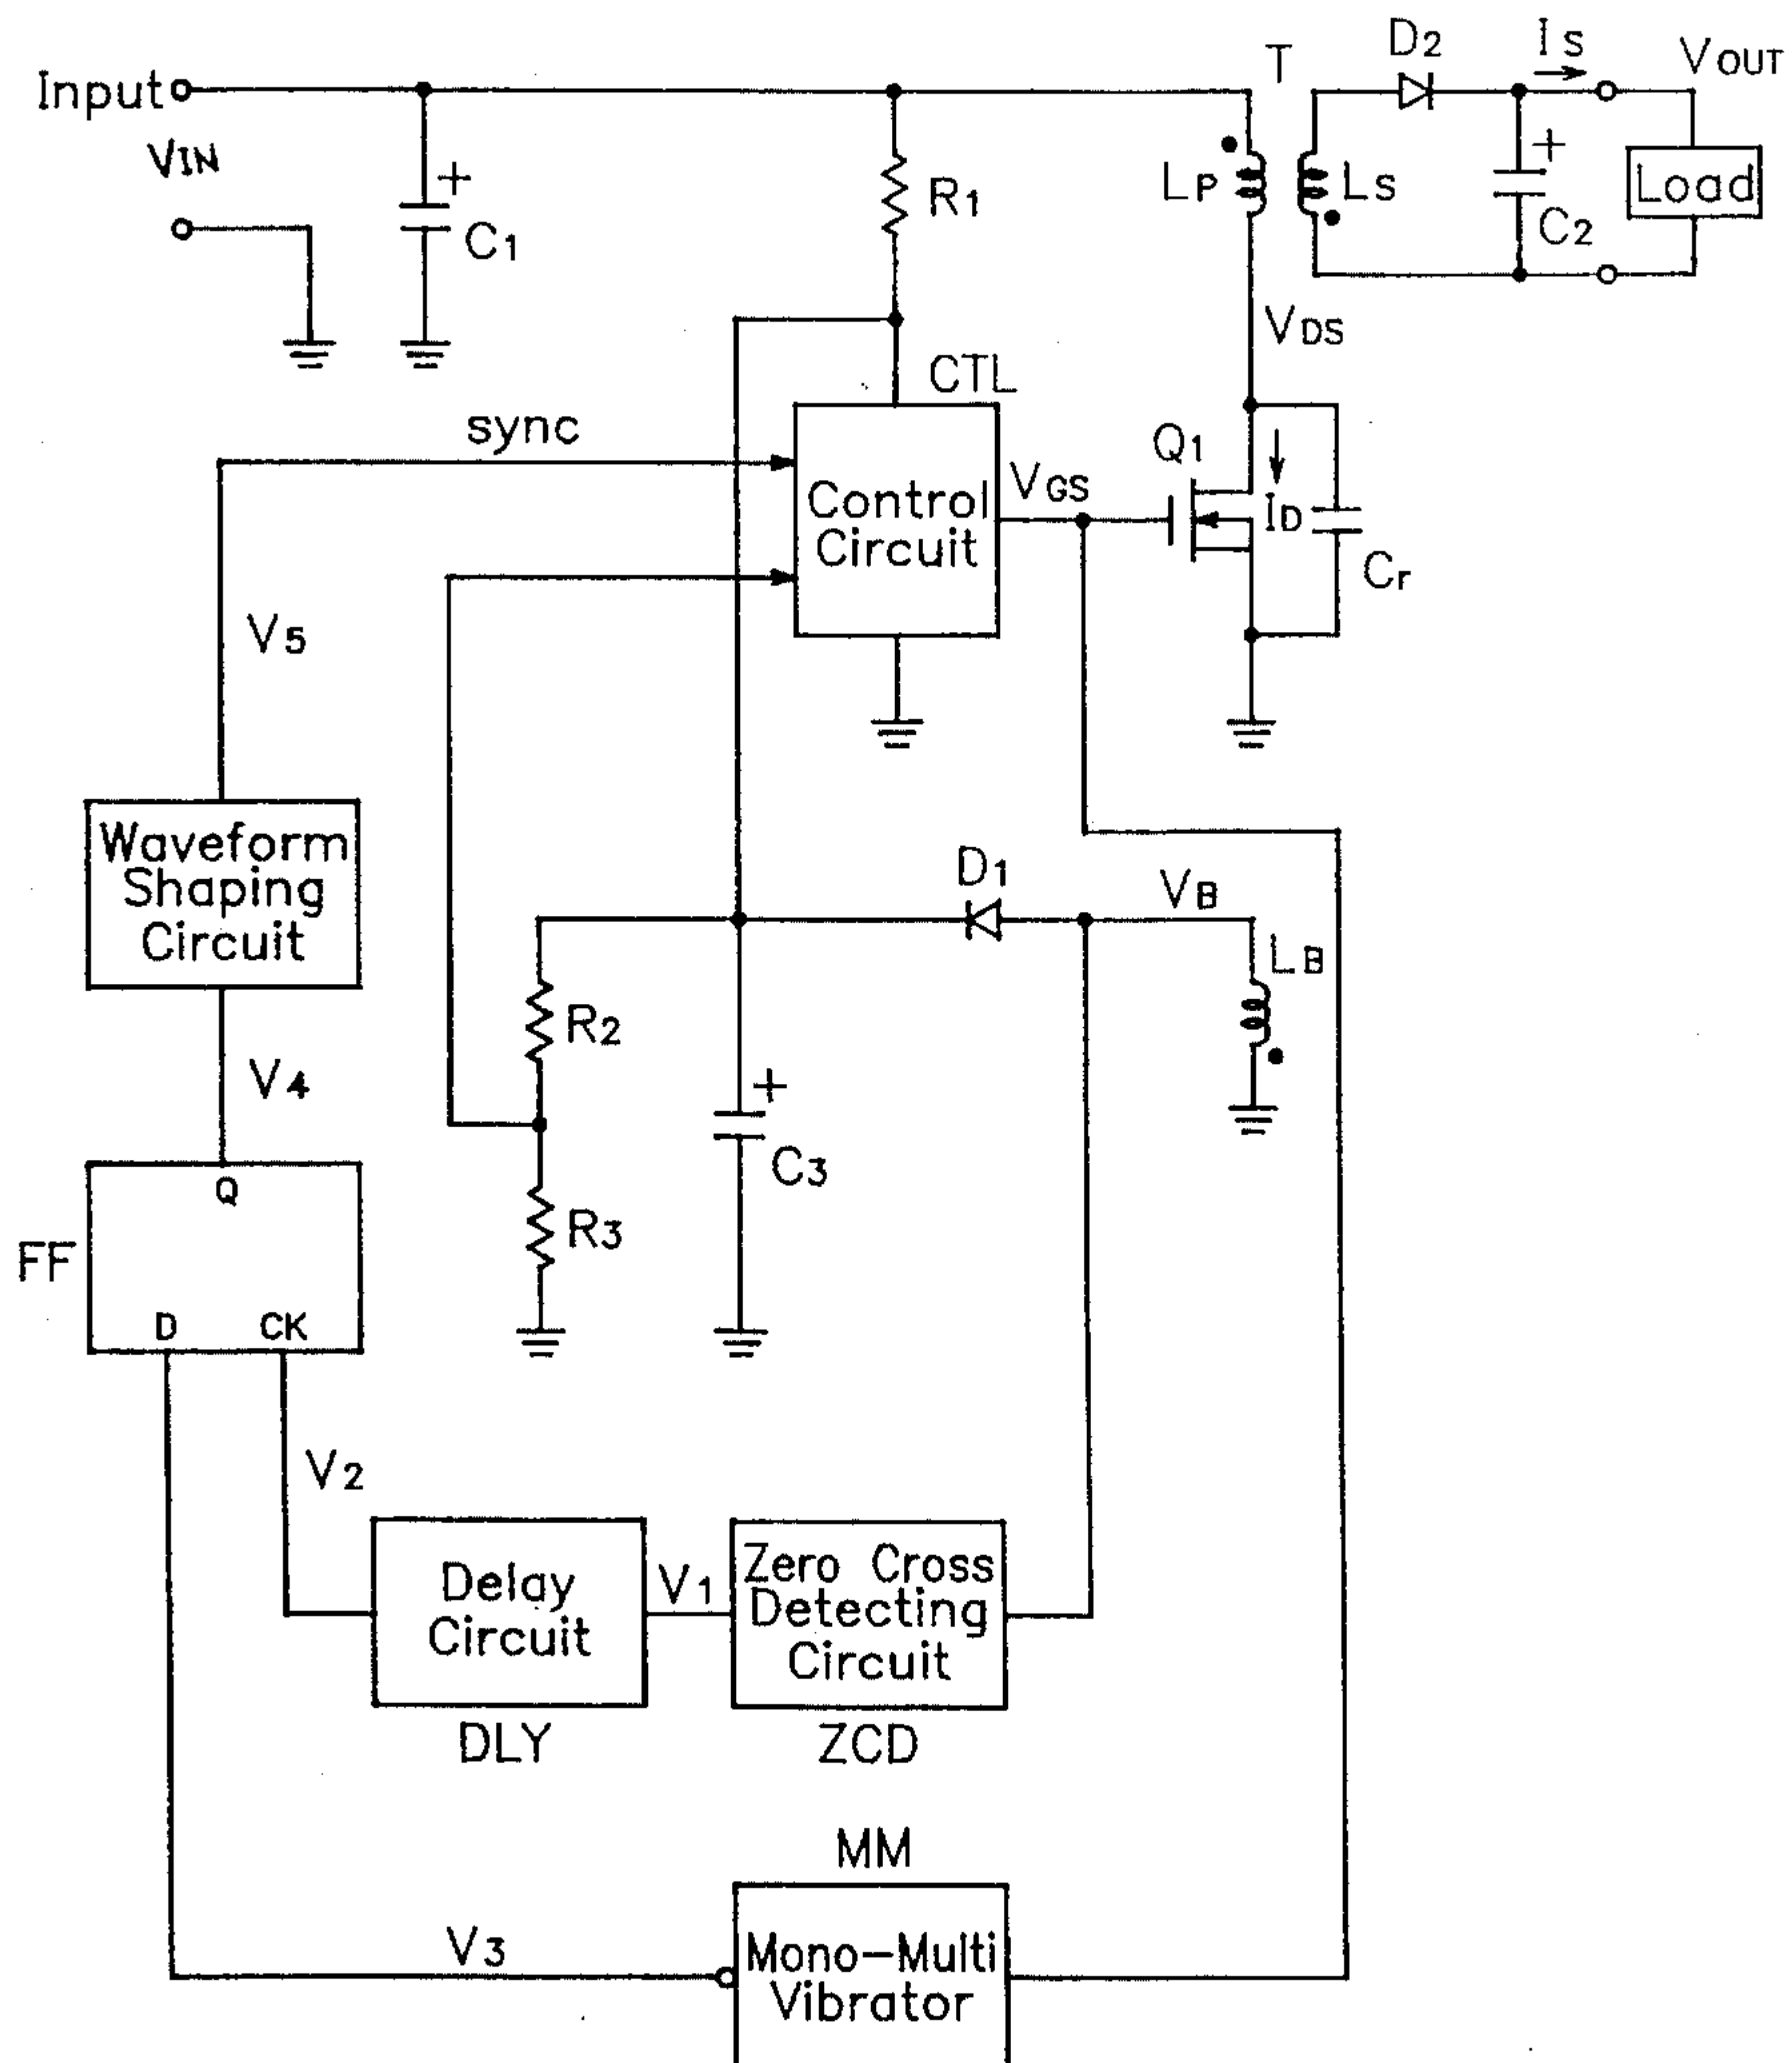 Input
VIN
+
C1
R1
T
LP
LS
D2
IS
VOUT
+
C2
Load
VDS
CTL
sync
Control
Circuit
VGS
Q1
ID
Cr
V5
Waveform
Shaping
Circuit
D1
VB
LB
R2
+
C3
V4
R3
Q
FF
D
CK
V2
Delay
Circuit
V1
Zero Cross
Detecting
Circuit
DLY
ZCD
MM
V3
Mono-Multi
Vibrator